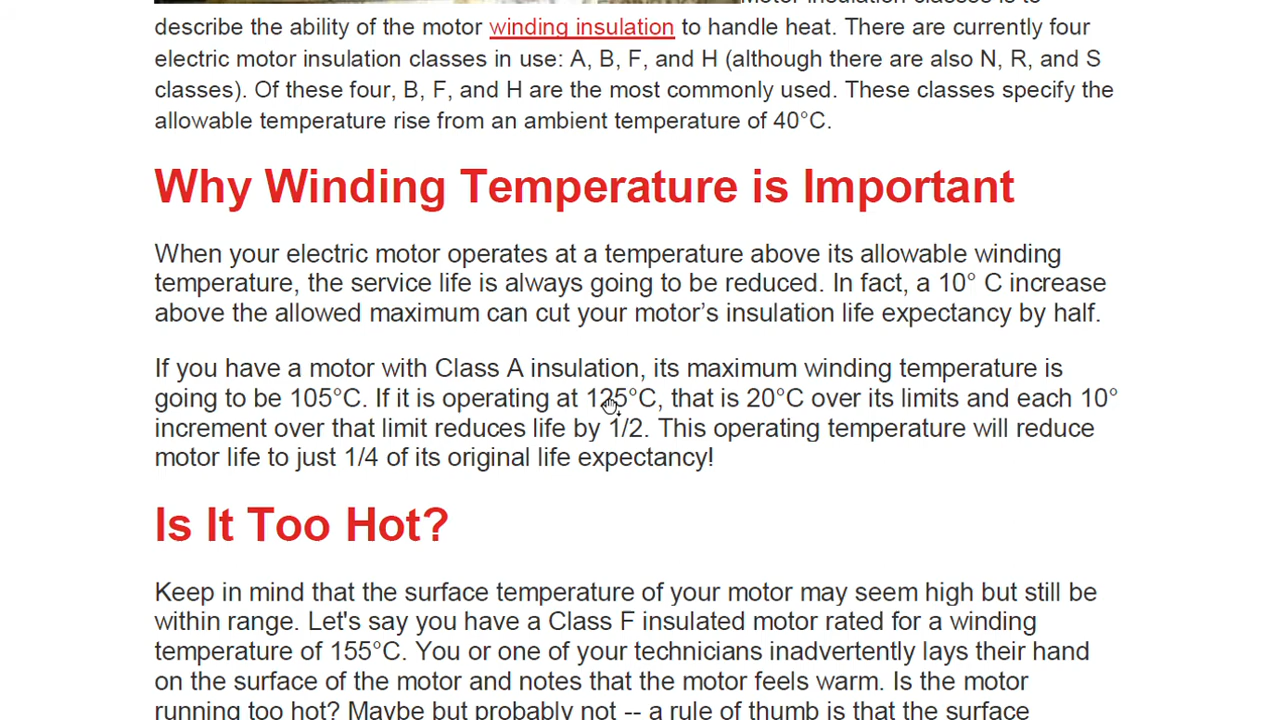 Motor insulation classes is to
describe the ability of the motor winding insulation to handle heat. There are currently four
electric motor insulation classes in use: A, B, F, and H (although there are also N, R, and S
classes). Of these four, B, F, and H are the most commonly used. These classes specify the
allowable temperature rise from an ambient temperature of 40°C.
Why Winding Temperature is Important
When your electric motor operates at a temperature above its allowable winding
temperature, the service life is always going to be reduced. In fact, a 10° C increase
above the allowed maximum can cut your motor’s insulation life expectancy by half.
If you have a motor with Class A insulation, its maximum winding temperature is
going to be 105°C. If it is operating at 125°C, that is 20°C over its limits and each 10°
increment over that limit reduces life by 1/2. This operating temperature will reduce
motor life to just 1/4 of its original life expectancy!
Is It Too Hot?
Keep in mind that the surface temperature of your motor may seem high but still be
within range. Let's say you have a Class F insulated motor rated for a winding
temperature of 155°C. You or one of your technicians inadvertently lays their hand
on the surface of the motor and notes that the motor feels warm. Is the motor
running too hot? Maybe but probably not -- a rule of thumb is that the surface